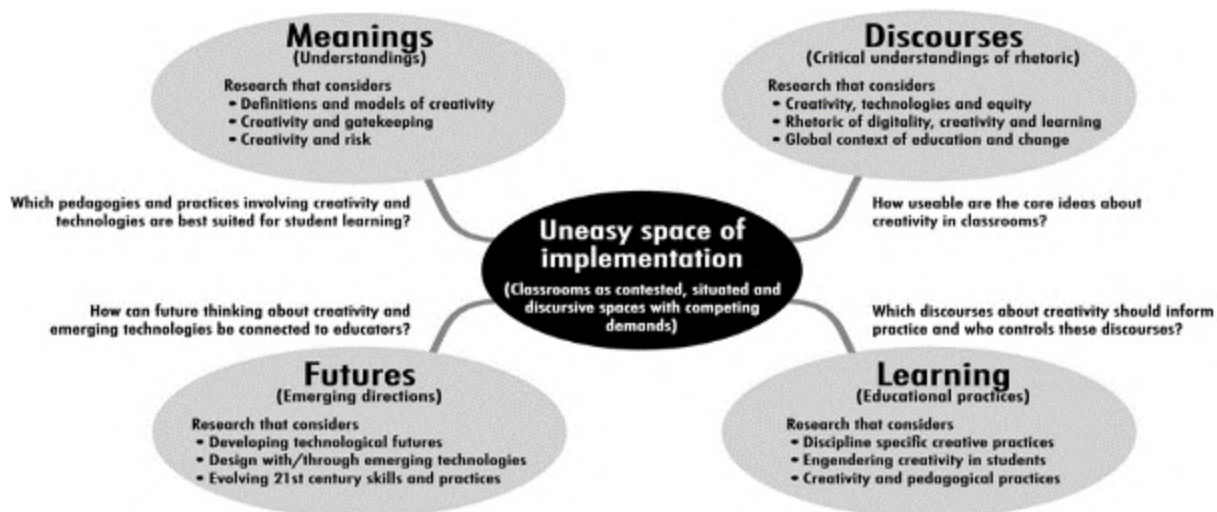 Meanings
(Understandings)
Research that considers
• Definitions and models of creativity
• Creativity and gatekeeping
• Creativity and risk
Discourses
(Critical understandings of rhetoric)
Research that considers
• Creativity, technologies and equity
• Rhetoric of digitality, creativity and learning
• Global context of education and change
Which pedagogies and practices involving creativity and
technologies are best suited for student learning?
How useable are the core ideas about
creativity in classrooms?
Uneasy space of
implementation
(Classrooms as contested, situated and
discursive spaces with competing
demands)
How can future thinking about creativity and
emerging technologies be connected to educators?
Which discourses about creativity should inform
practice and who controls these discourses?
Futures
(Emerging directions)
Research that considers
• Developing technological futures
• Design with/through emerging technologies
• Evolving 21st century skills and practices
Learning
(Educational practices)
Research that considers
• Discipline specific creative practices
• Engendering creativity in students
• Creativity and pedagogical practices